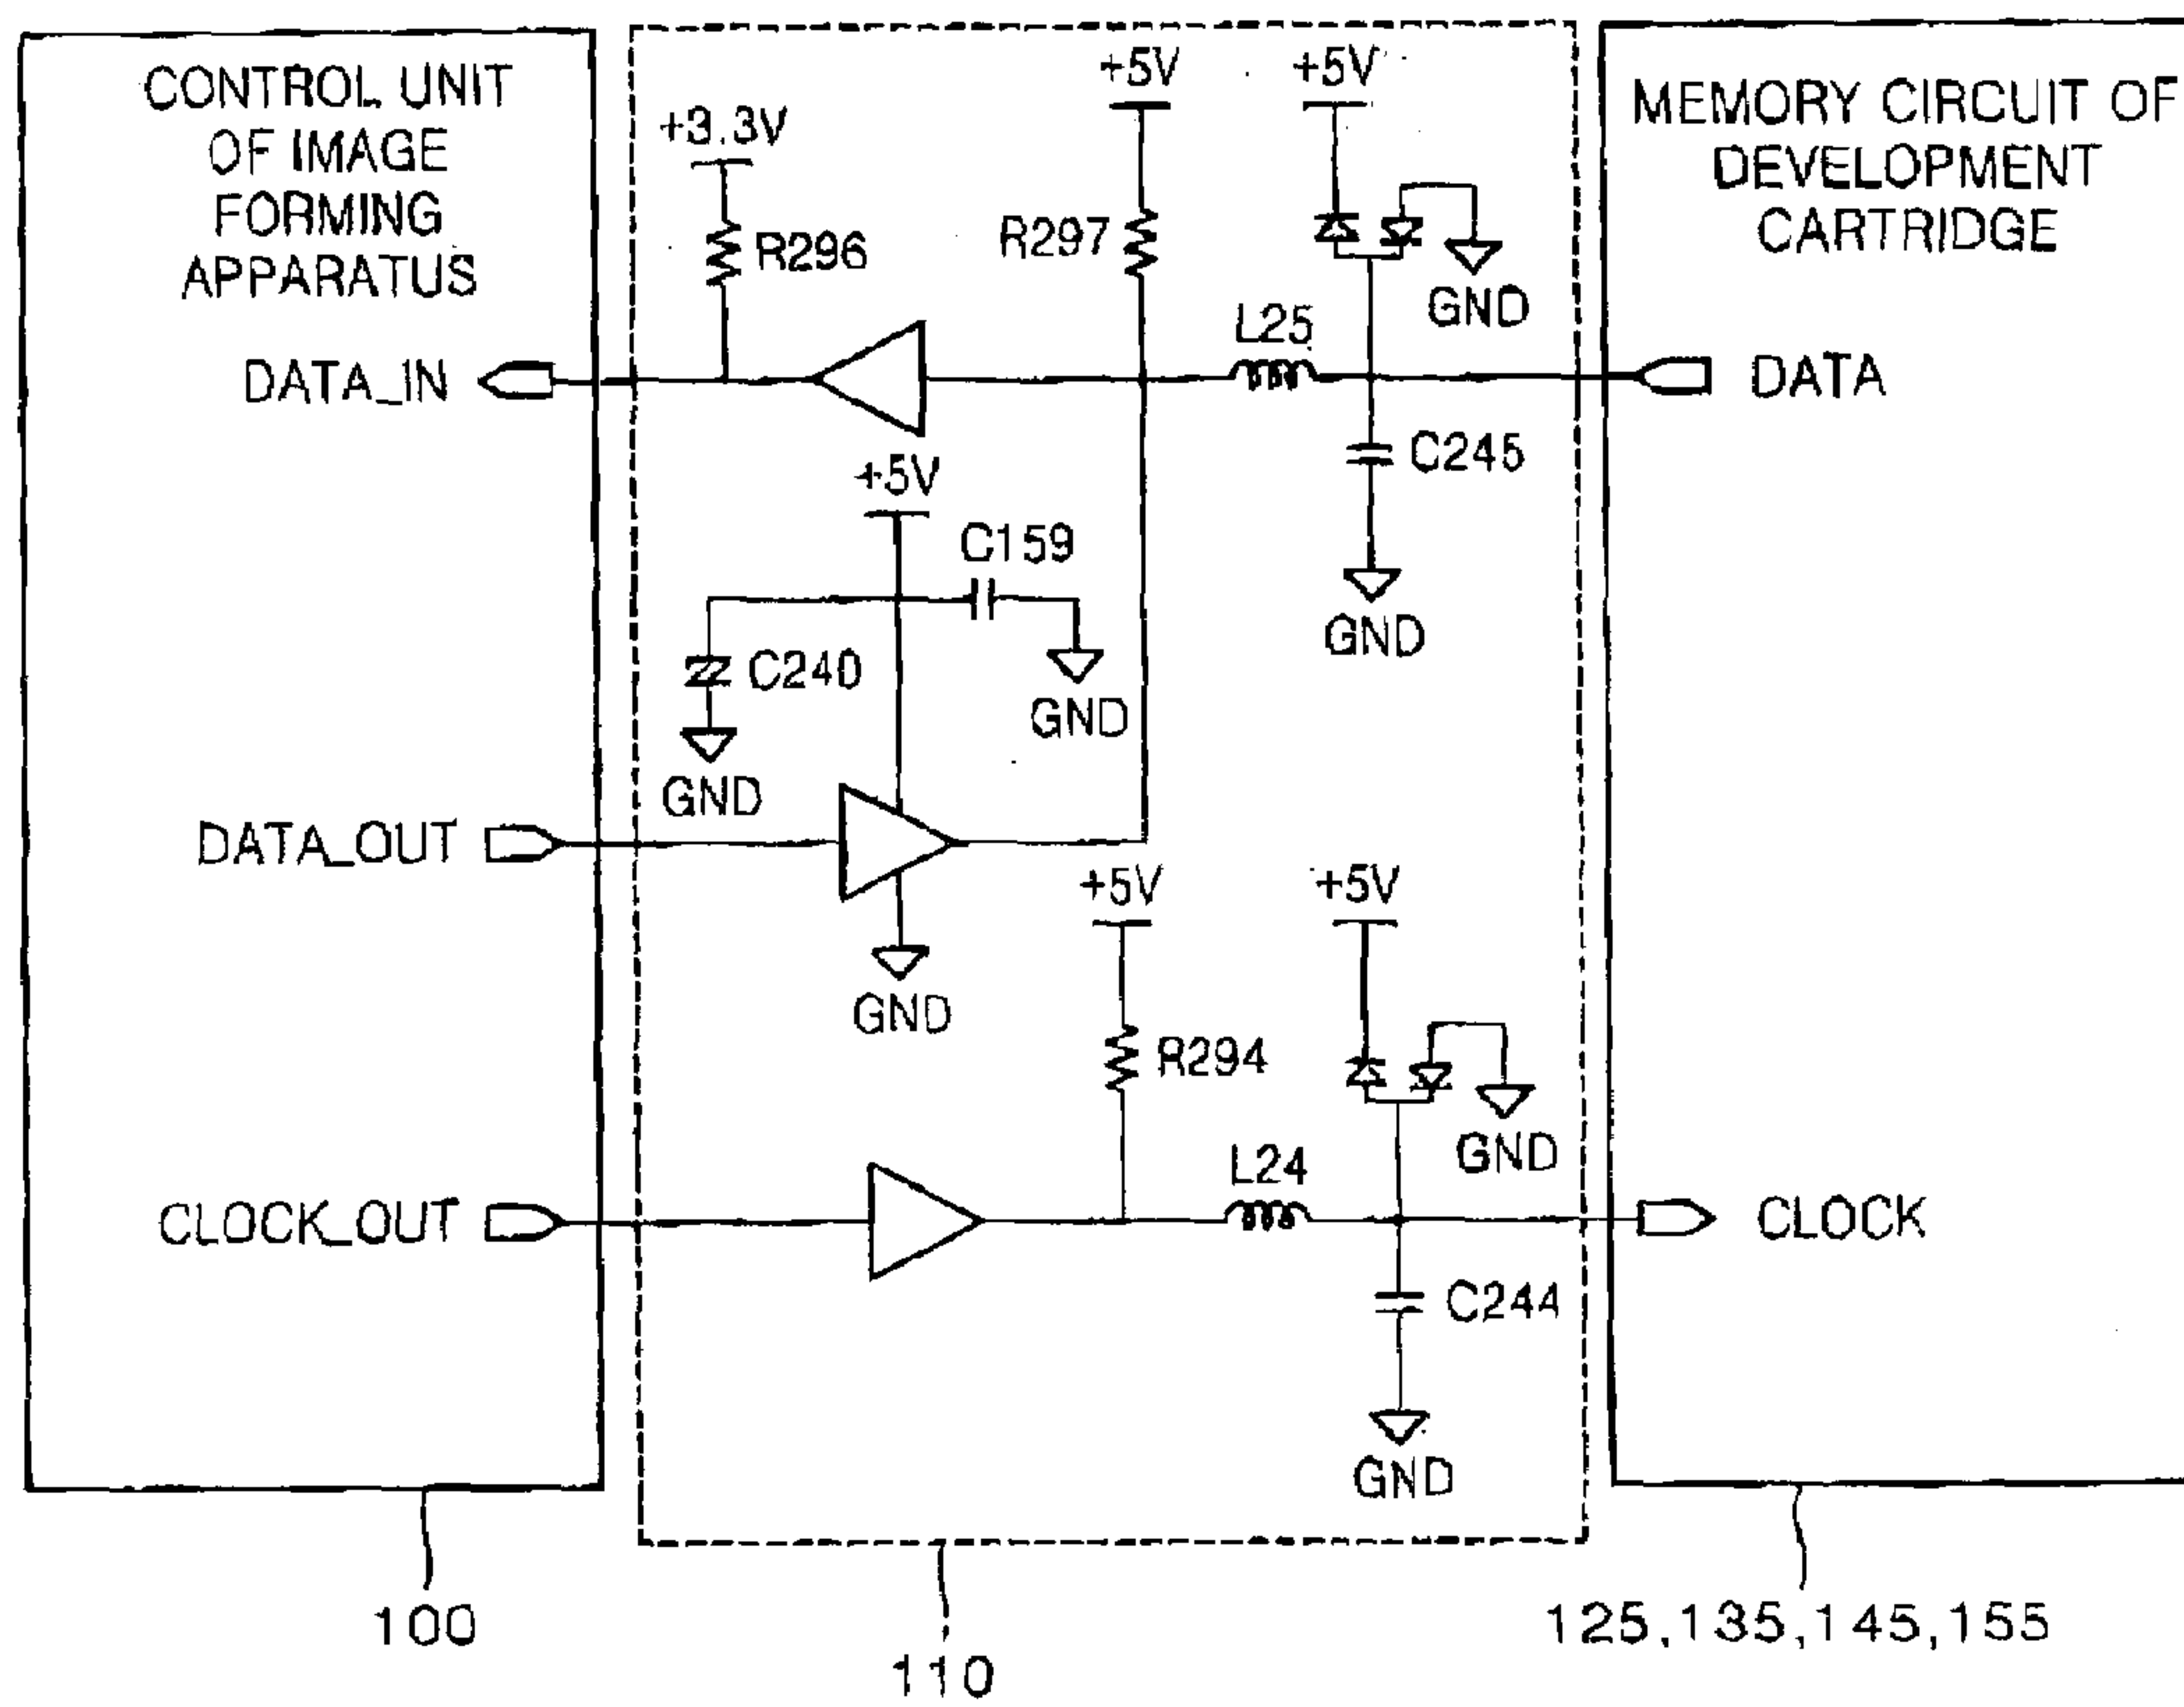 CONTROL UNIT
OF IMAGE
FORMING
APPARATUS
+3.3V
+5V
+5V
MEMORY CIRCUIT OF
DEVELOPMENT
CARTRIDGE
R296
R297
GND
L25
DATA_IN
DATA
C245
+5V
C159
GND
C240
GND
GND
DATA_OUT
+5V
+5V
GND
R294
GND
L24
CLOCK_OUT
CLOCK
C244
GND
100
110
125,135,145,155